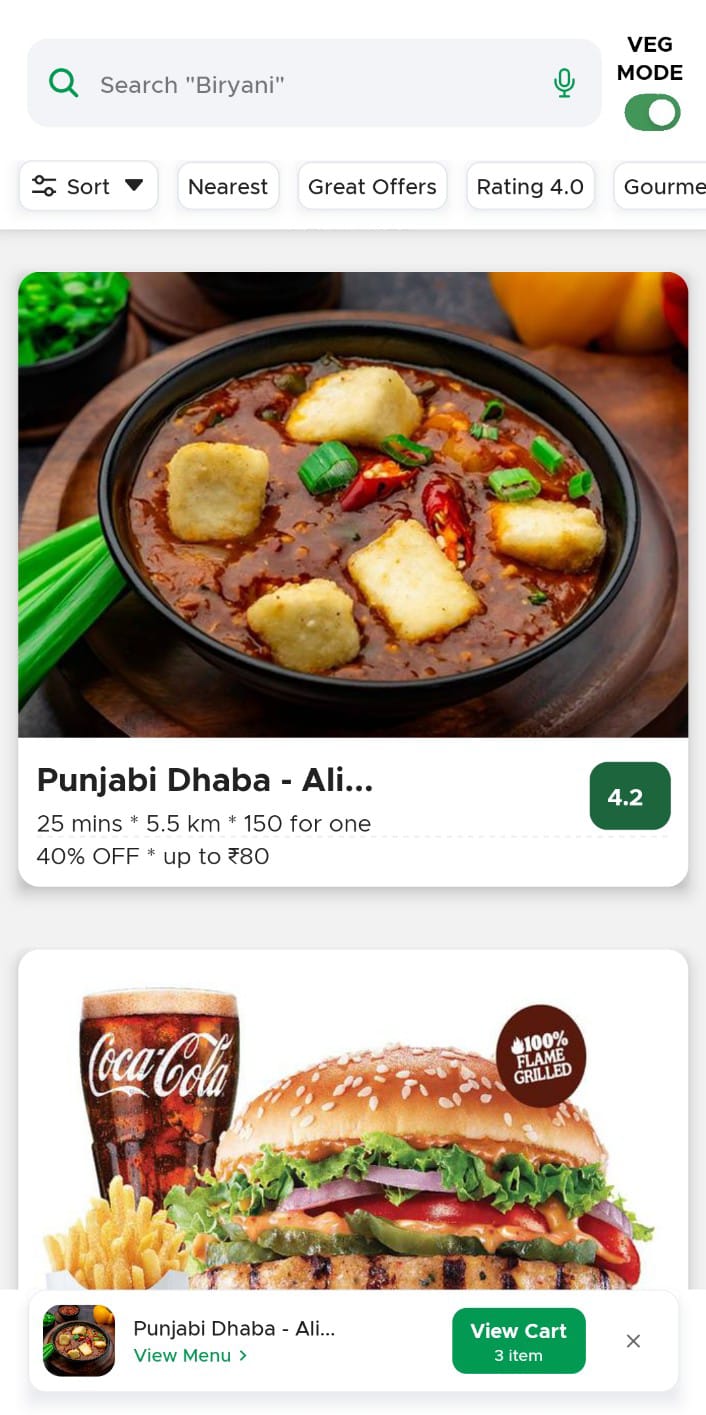 Search "Biryani"
VEG
MODE
Sort
Nearest
Great Offers
Rating 4.0
Gourme
Punjabi Dhaba - Ali...
4.2
25 mins * 5.5 km * 150 for one
40% OFF * up to ₹80
Coca-Cola
100%
FLAME
GRILLED
Punjabi Dhaba - Ali...
View Menu >
View Cart
3 item